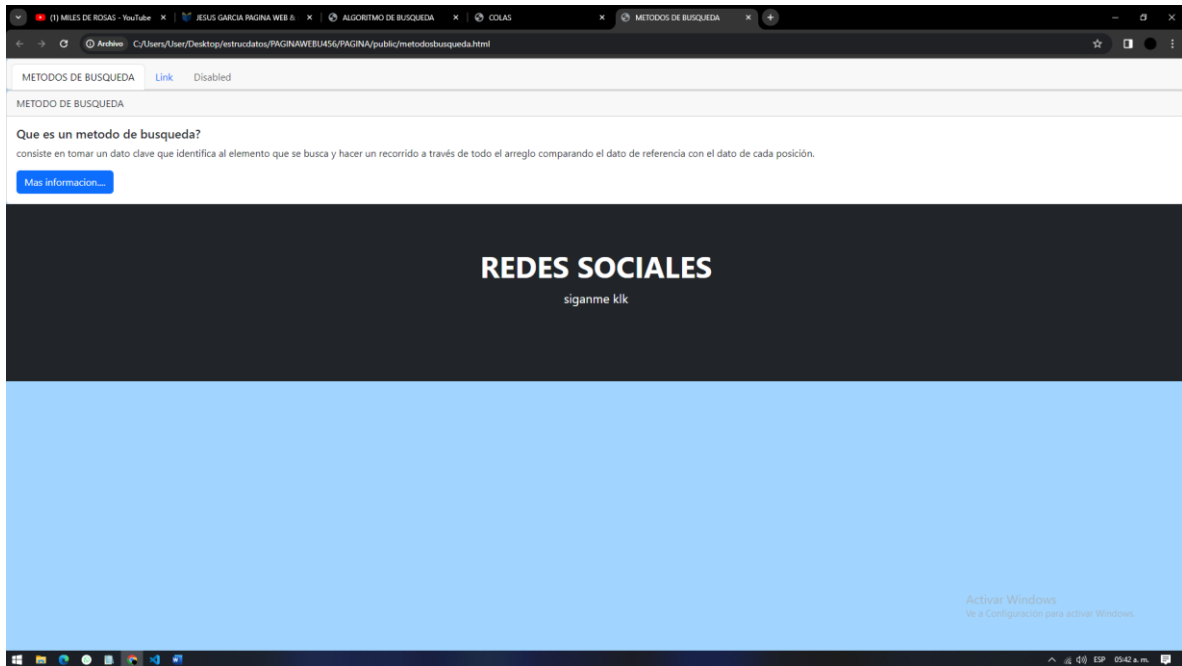 (1) MILES DE ROSAS - YouTube
JESUS GARCIA PAGINA WEB &
ALGORITMO DE BUSQUEDA
COLAS
METODOS DE BUSQUEDA
Archivo C:/Users/User/Desktop/estrucdatos/PAGINAWEBU456/PAGINA/public/metodosbusqueda.html
METODOS DE BUSQUEDA Link Disabled
METODO DE BUSQUEDA
Que es un metodo de busqueda?
consiste en tomar un dato clave que identifica al elemento que se busca y hacer un recorrido a través de todo el arreglo comparando el dato de referencia con el dato de cada posición.
Mas informacion....
REDES SOCIALES
siganme klk
Activar Windows
Ve a Configuración para activar Windows.
ESP 05:42 a. m.